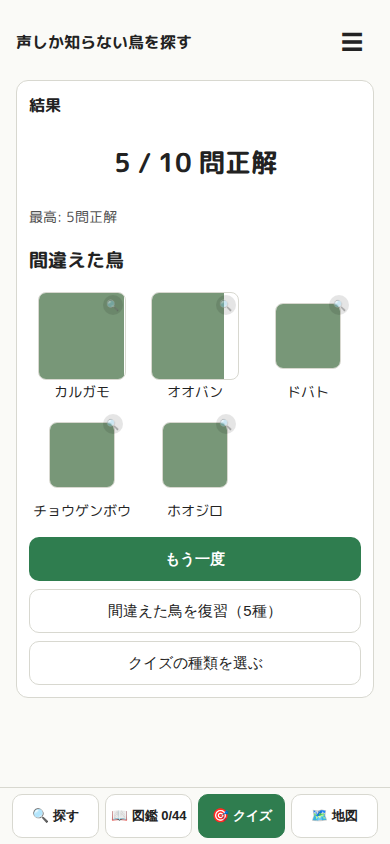 声しか知らない鳥を探す
結果
5 / 10 問正解
最高: 5問正解
間違えた鳥
カルガモ
オオバン
ドバト
チョウゲンボウ
ホオジロ
もう一度
間違えた鳥を復習（5種）
クイズの種類を選ぶ
探す
図鑑 0/44
クイズ
地図